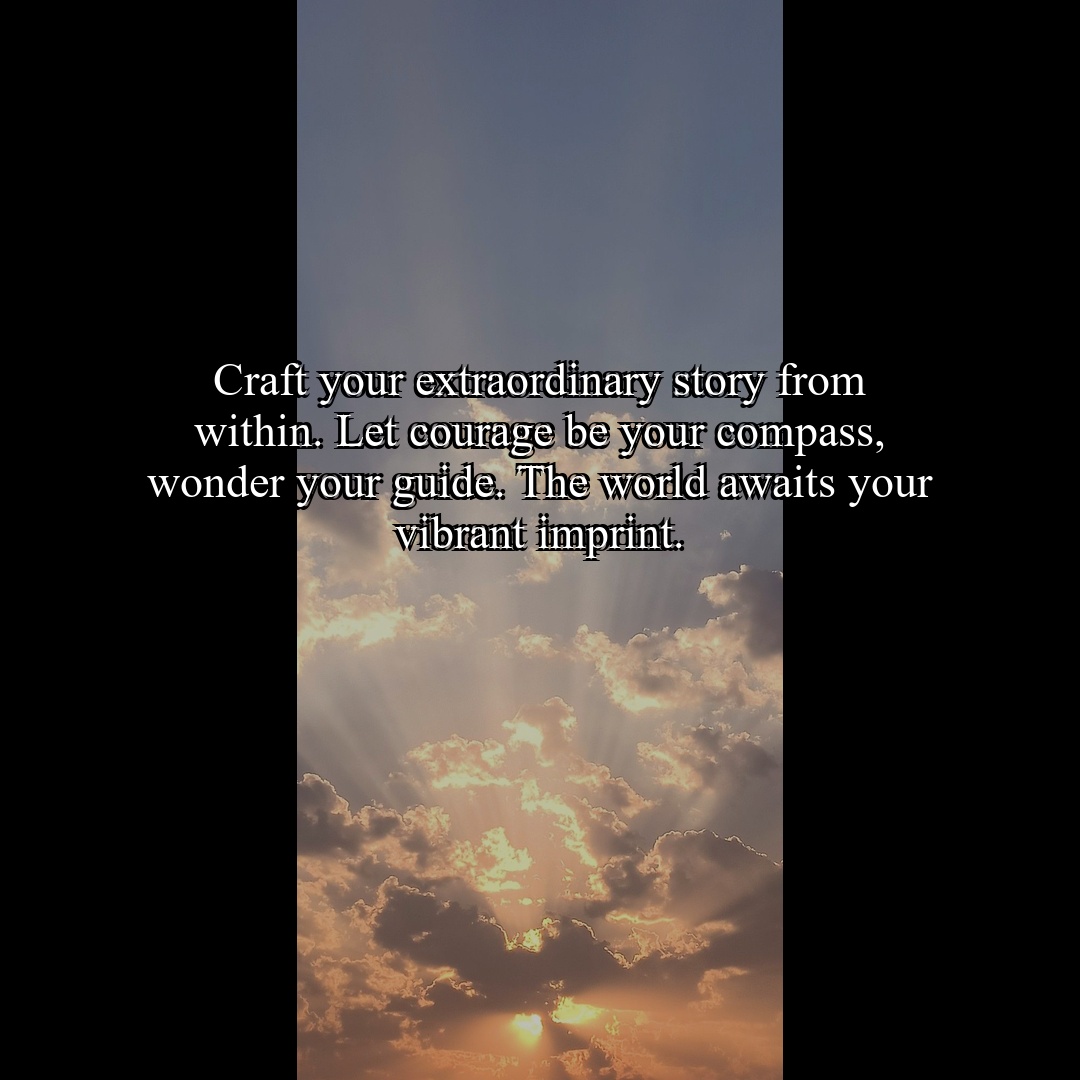 Craft your extraordinary story from
within. Let courage be your compass,
wonder your guide. The world awaits your
vibrant imprint.